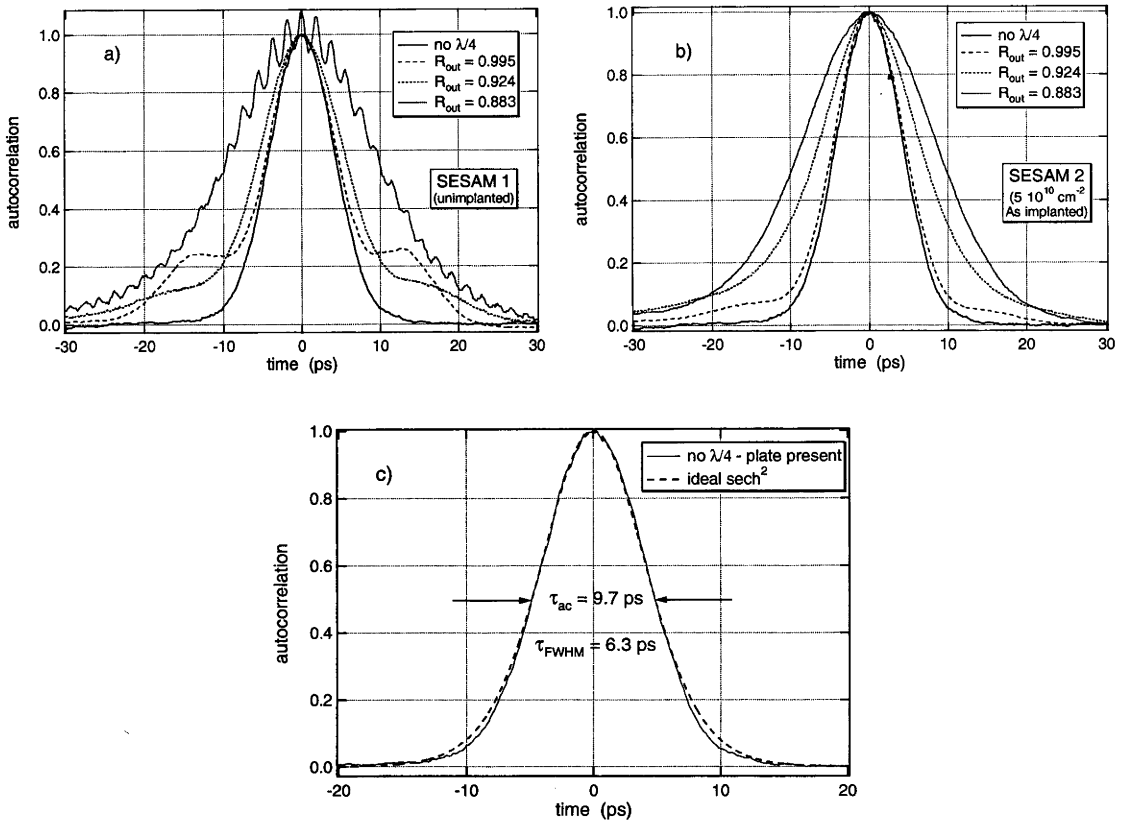 a)
no λ/4
R_out = 0.995
R_out = 0.924
R_out = 0.883
SESAM 1
(unimplanted)
autocorrelation
1.0
0.8
0.6
0.4
0.2
0.0
-30 -20 -10 0 10 20 30
time (ps)
b)
no λ/4
R_out = 0.995
R_out = 0.924
R_out = 0.883
SESAM 2
(5 10^10 cm^-2
As implanted)
autocorrelation
1.0
0.8
0.6
0.4
0.2
0.0
-30 -20 -10 0 10 20 30
time (ps)
c)
no λ/4 - plate present
ideal sech^2
τ_ac = 9.7 ps
τ_FWHM = 6.3 ps
autocorrelation
1.0
0.8
0.6
0.4
0.2
0.0
-20 -10 0 10 20
time (ps)